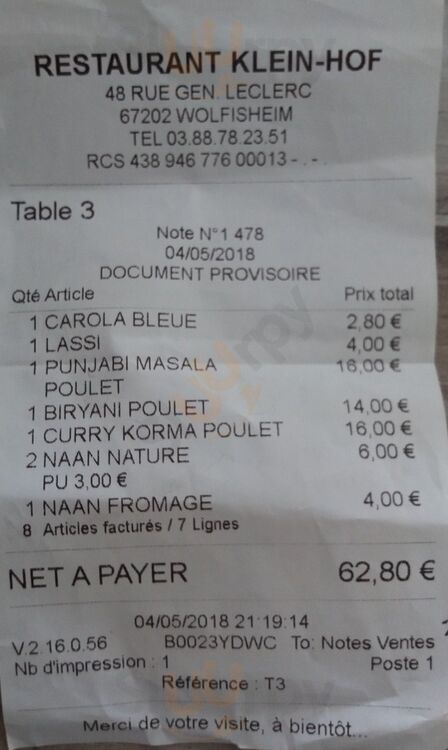 RESTAURANT KLEIN-HOF
48 RUE GEN. LECLERC
67202 WOLFISHEIM
TEL 03.88.78.23.51
RCS 438 946 776 00013 - . - .
Table 3
Note N°1 478
04/05/2018
DOCUMENT PROVISOIRE
Qté Article Prix total
1 CAROLA BLEUE 2,80 €
1 LASSI 4,00 €
1 PUNJABI MASALA 16,00 €
POULET
1 BIRYANI POULET 14,00 €
1 CURRY KORMA POULET 16,00 €
2 NAAN NATURE 6,00 €
PU 3,00 €
1 NAAN FROMAGE 4,00 €
8 Articles facturés / 7 Lignes
NET A PAYER 62,80 €
04/05/2018 21:19:14
V.2.16.0.56 B0023YDWC To: Notes Ventes
Nb d'impression : 1 Poste 1
Référence : T3
Merci de votre visite, à bientôt...